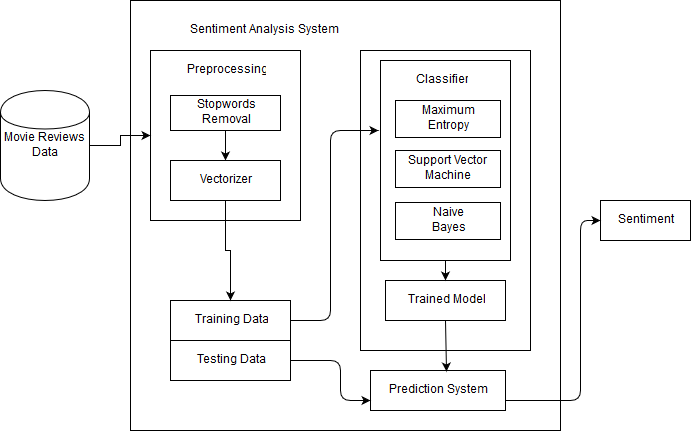 Sentiment Analysis System
Preprocessing
Stopwords
Removal
Vectorizer
Movie Reviews
Data
Classifier
Maximum
Entropy
Support Vector
Machine
Naive
Bayes
Trained Model
Training Data
Testing Data
Prediction System
Sentiment